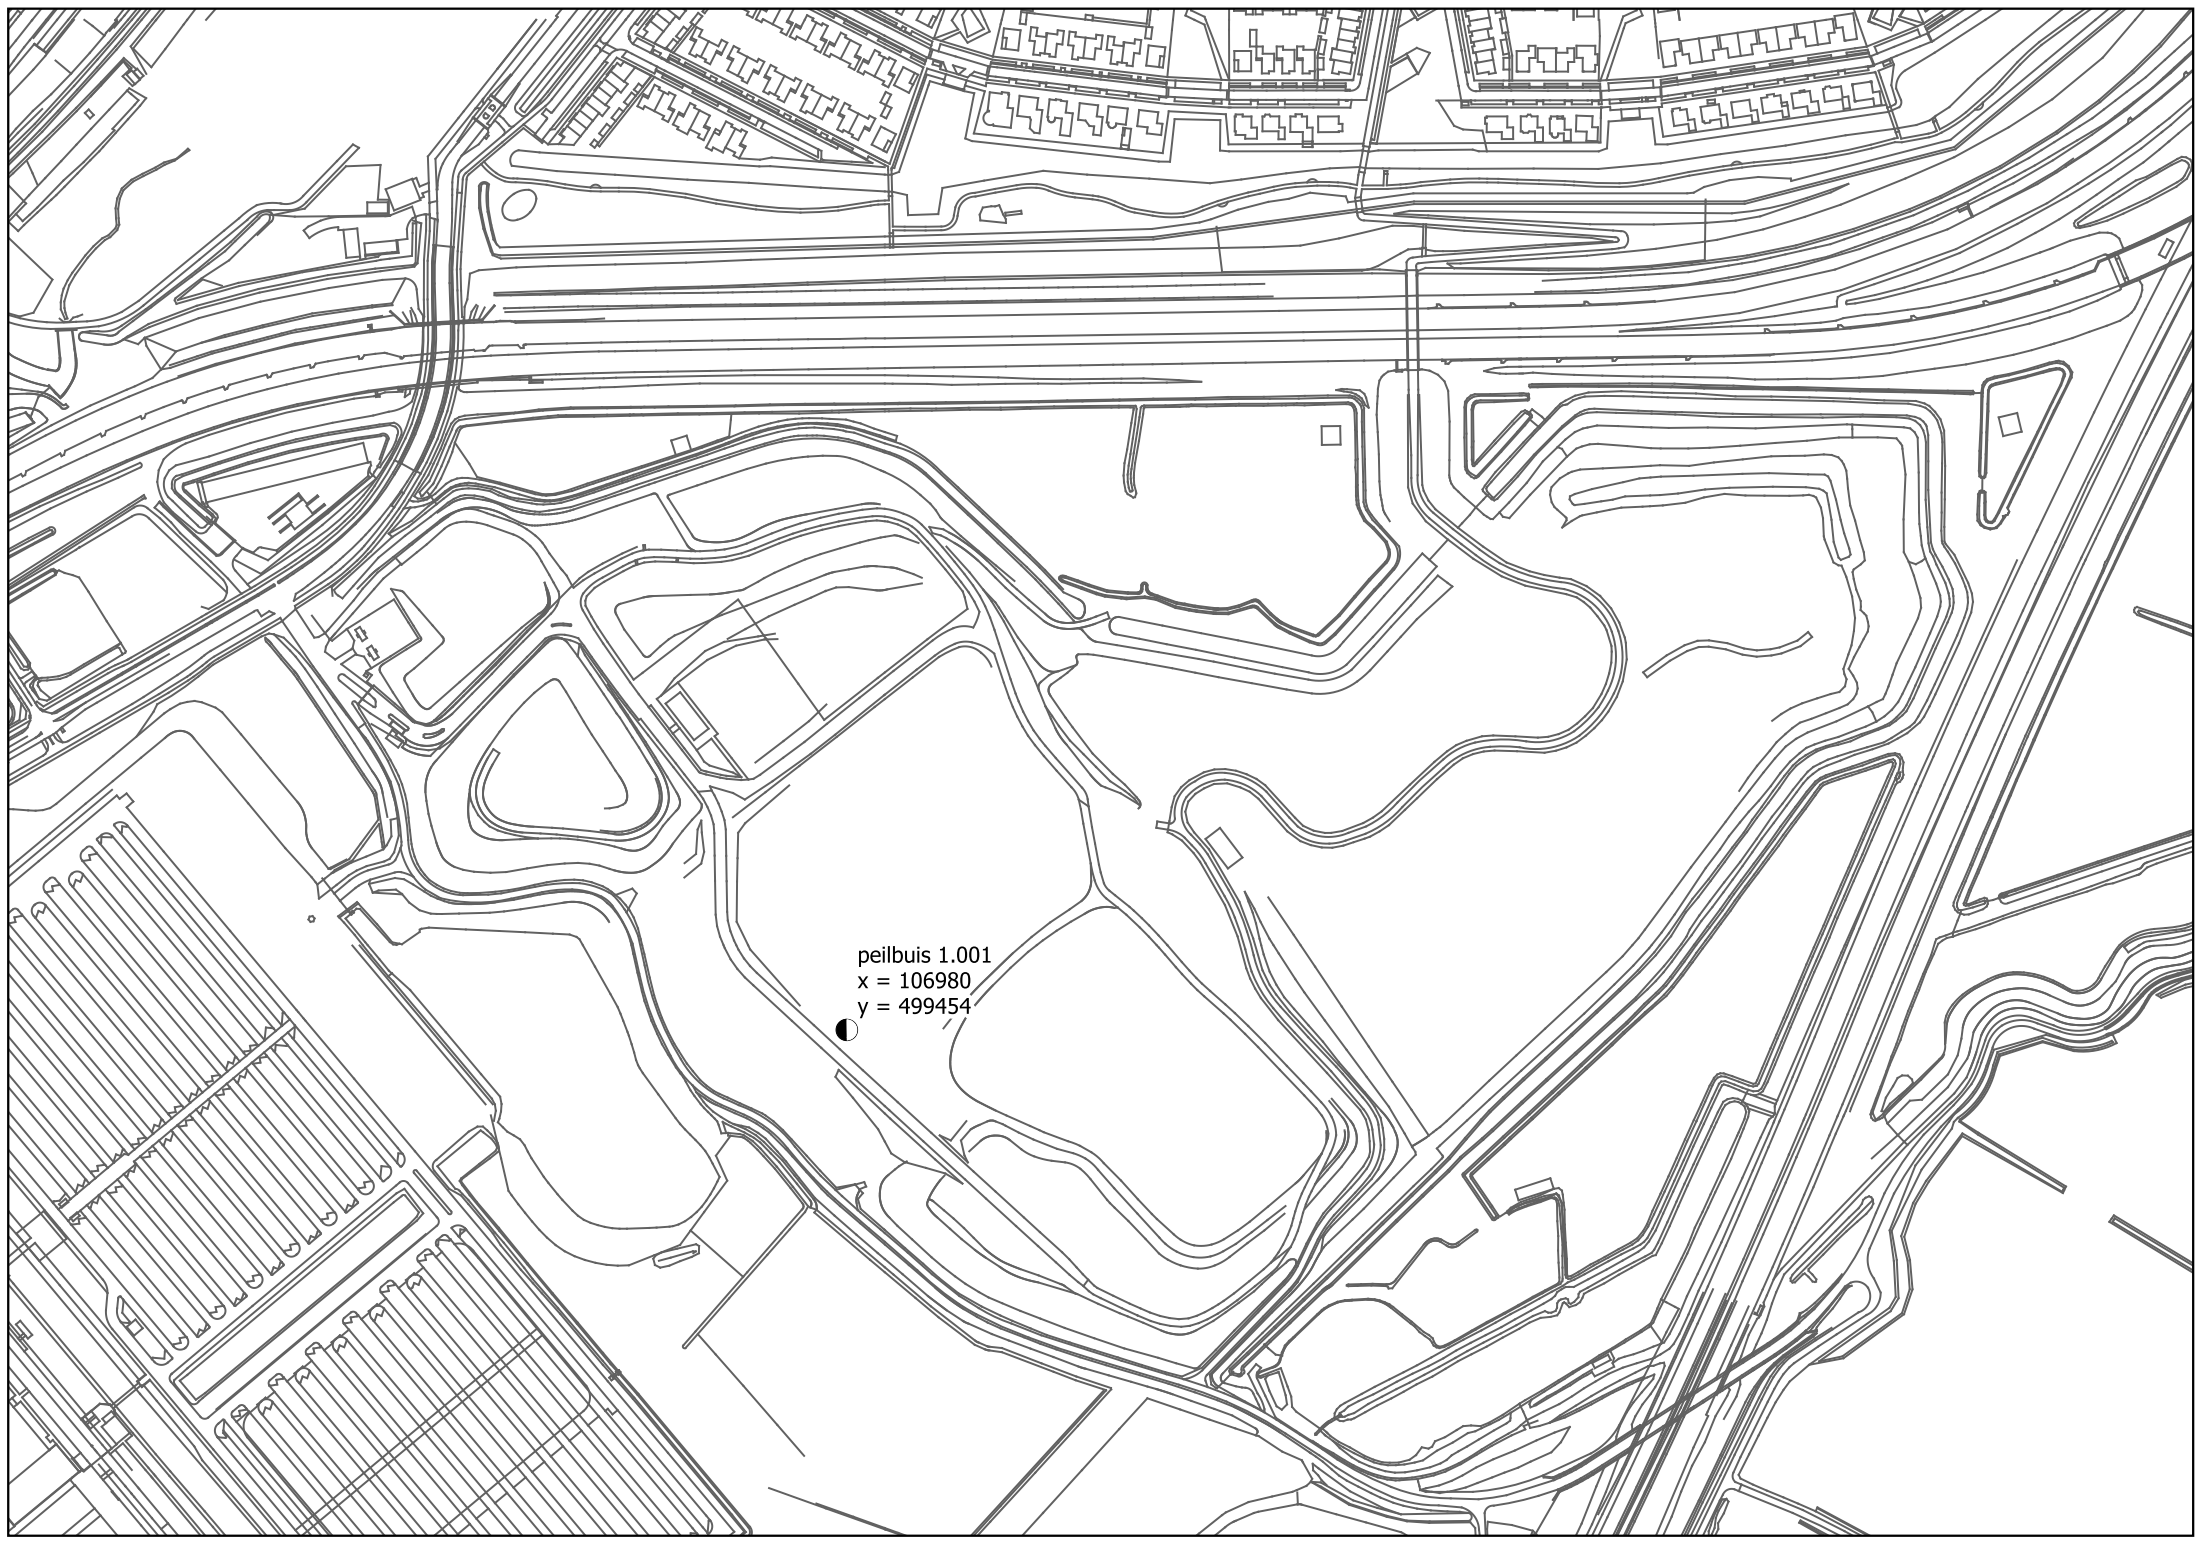 peilbuis 1.001
x = 106980
y = 499454